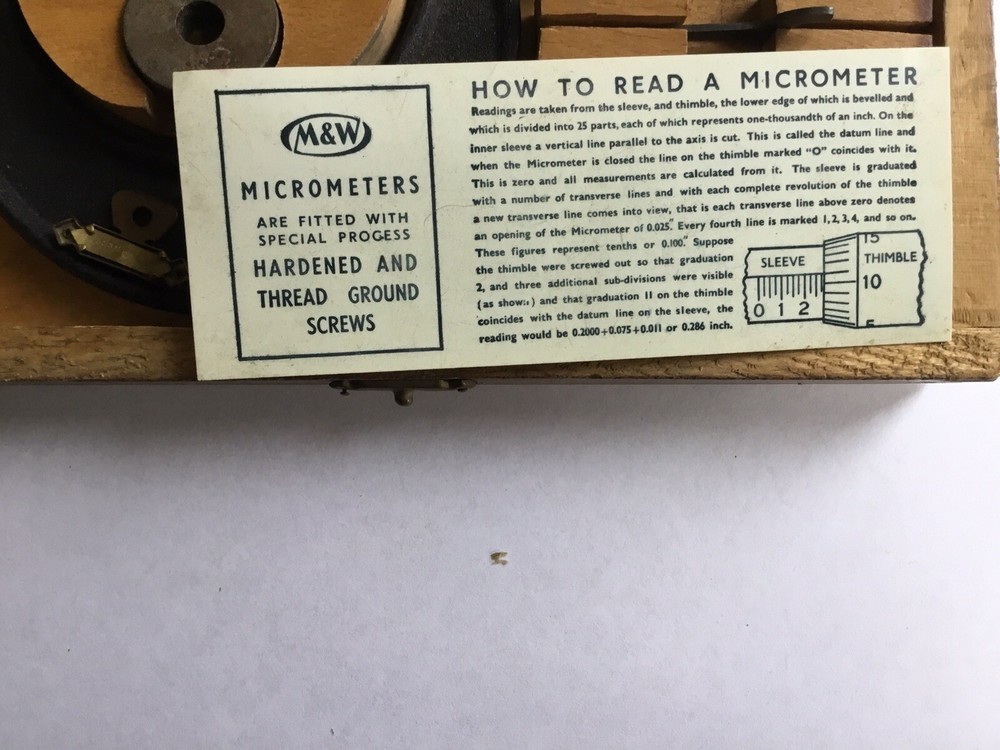 M&W
MICROMETERS
ARE FITTED WITH
SPECIAL PROCESS
HARDENED AND
THREAD GROUND
SCREWS
HOW TO READ A MICROMETER
Readings are taken from the sleeve, and thimble, the lower edge of which is bevelled and
which is divided into 25 parts, each of which represents one-thousandth of an inch. On the
inner sleeve a vertical line parallel to the axis is cut. This is called the datum line and
when the Micrometer is closed the line on the thimble marked "O" coincides with it.
This is zero and all measurements are calculated from it. The sleeve is graduated
with a number of transverse lines and with each complete revolution of the thimble
a new transverse line comes into view, that is each transverse line above zero denotes
an opening of the Micrometer of 0.025." Every fourth line is marked 1, 2, 3, 4, and so on.
These figures represent tenths or 0.100." Suppose
the thimble were screwed out so that graduation
2, and three additional sub-divisions were visible
(as shown) and that graduation 11 on the thimble
coincides with the datum line on the sleeve, the
reading would be 0.2000+0.075+0.011 or 0.286 inch.
SLEEVE
0 1 2
15
THIMBLE
10
5